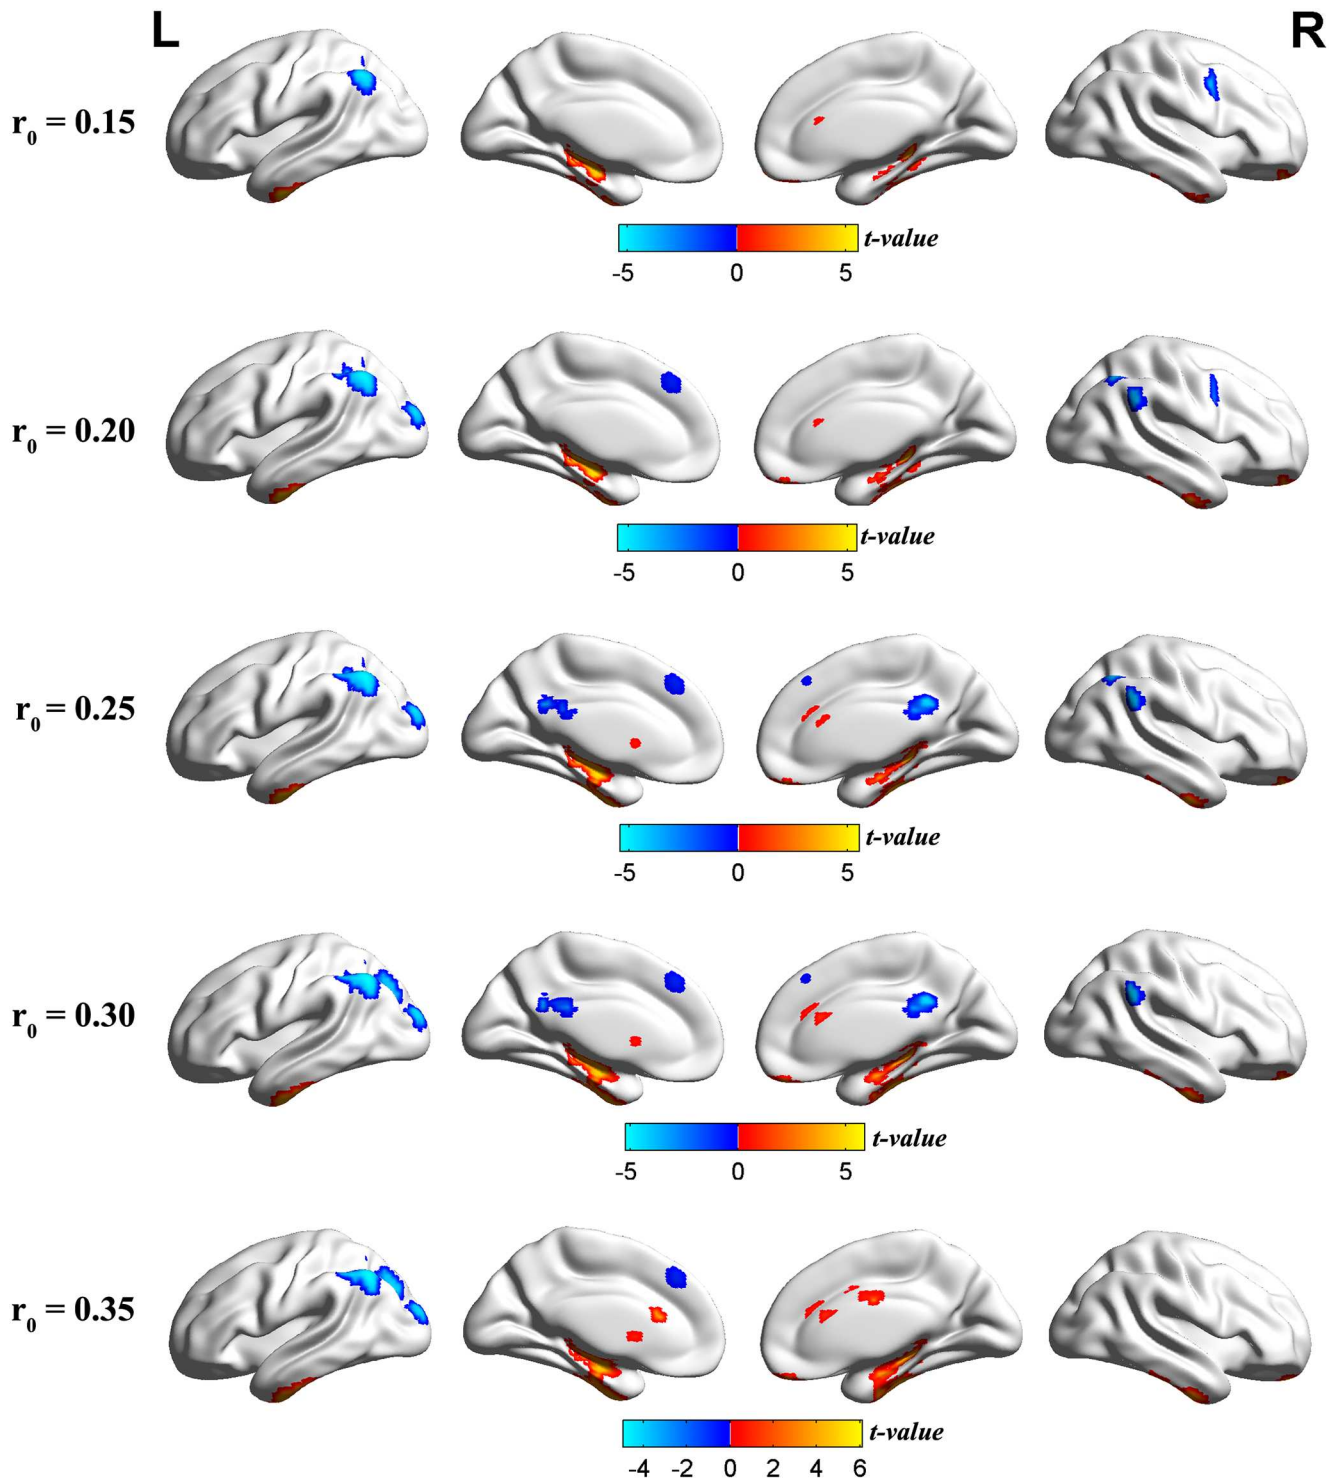 L R
r₀ = 0.15
t-value
-5 0 5
r₀ = 0.20
t-value
-5 0 5
r₀ = 0.25
t-value
-5 0 5
r₀ = 0.30
t-value
-5 0 5
r₀ = 0.35
t-value
-4 -2 0 2 4 6